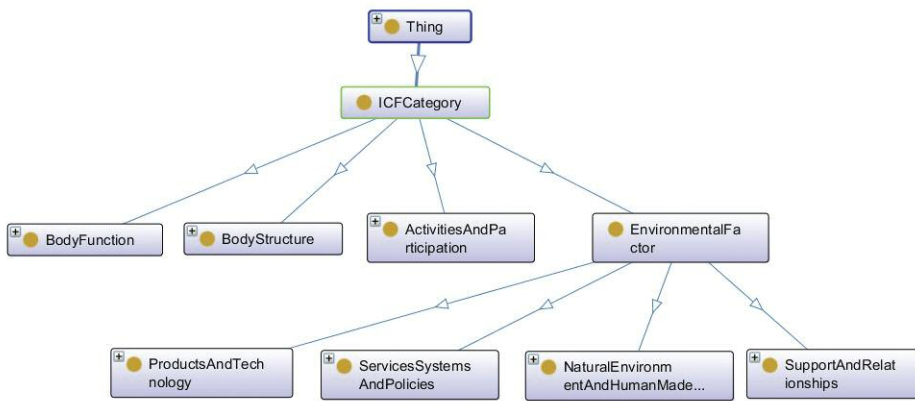 Thing
ICFCategory
BodyFunction
BodyStructure
ActivitiesAndPa
rticipation
EnvironmentalFa
ctor
ProductsAndTech
nology
ServicesSystems
AndPolicies
NaturalEnvironm
entAndHumanMade...
SupportAndRelat
ionships